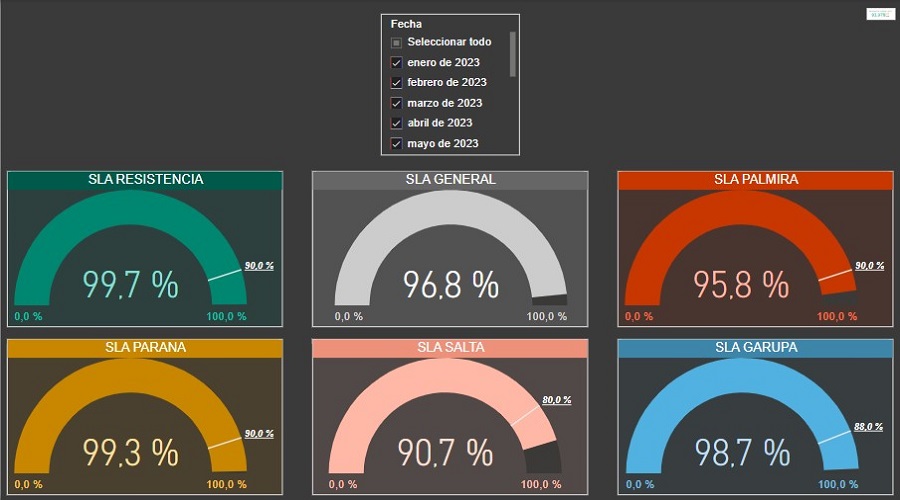 Fecha
Seleccionar todo
enero de 2023
febrero de 2023
marzo de 2023
abril de 2023
mayo de 2023
SLA RESISTENCIA
99,7 %
90,0 %
0,0 %
100,0 %
SLA GENERAL
96,8 %
0,0 %
100,0 %
SLA PALMIRA
95,8 %
90,0 %
0,0 %
100,0 %
SLA PARANA
99,3 %
90,0 %
0,0 %
100,0 %
SLA SALTA
90,7 %
80,0 %
0,0 %
100,0 %
SLA GARUPA
98,7 %
88,0 %
0,0 %
100,0 %